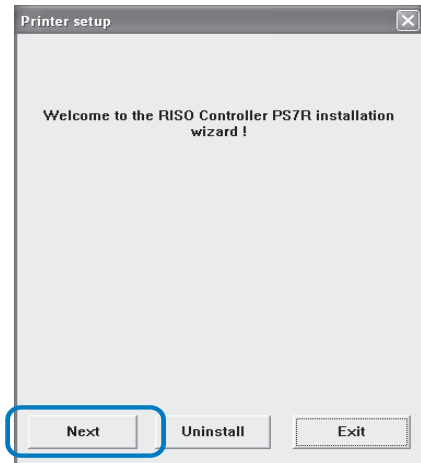 Printer setup
Welcome to the RISO Controller PS7R installation
wizard !
Next
Uninstall
Exit